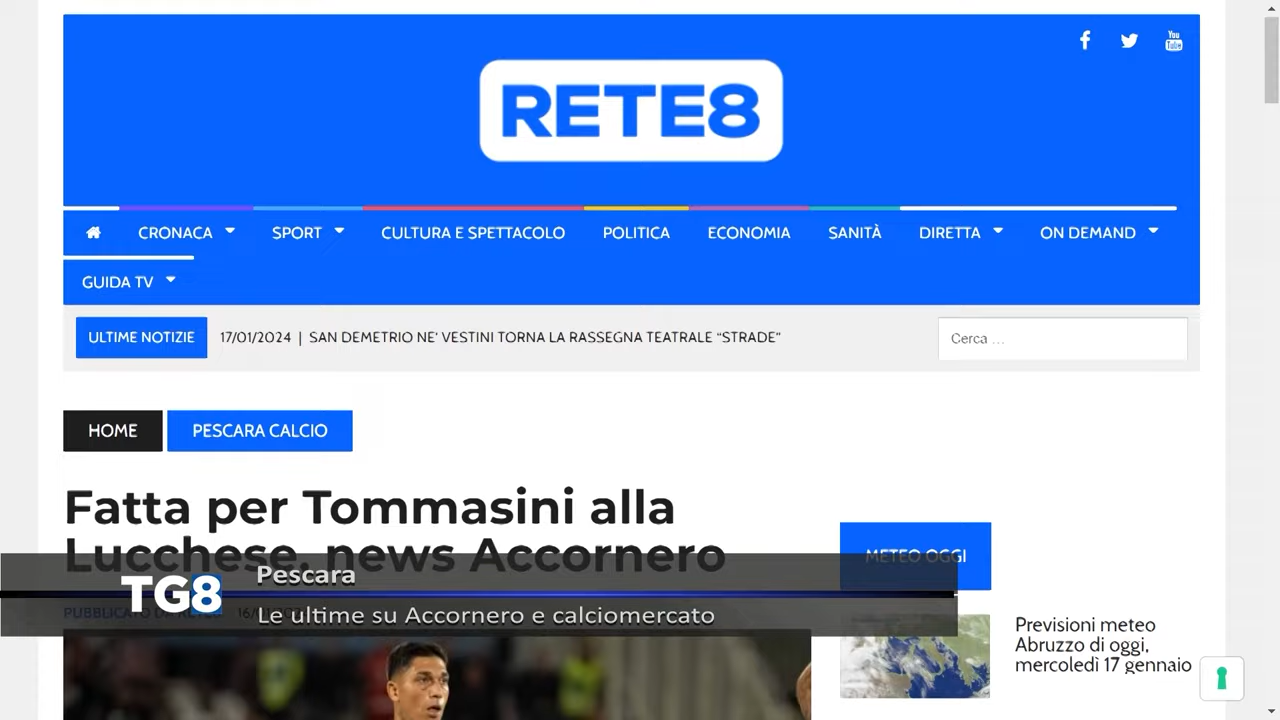 You Tube
RETE8
CRONACA SPORT CULTURA E SPETTACOLO POLITICA ECONOMIA SANITÀ DIRETTA ON DEMAND
GUIDA TV
ULTIME NOTIZIE 17/01/2024 | SAN DEMETRIO NE' VESTINI TORNA LA RASSEGNA TEATRALE “STRADE” Cerca ...
HOME PESCARA CALCIO
Fatta per Tommasini alla
Lucchese, news Accornero
METEO OGGI
TG8
Pescara
Le ultime su Accornero e calciomercato
Previsioni meteo
Abruzzo di oggi,
mercoledì 17 gennaio